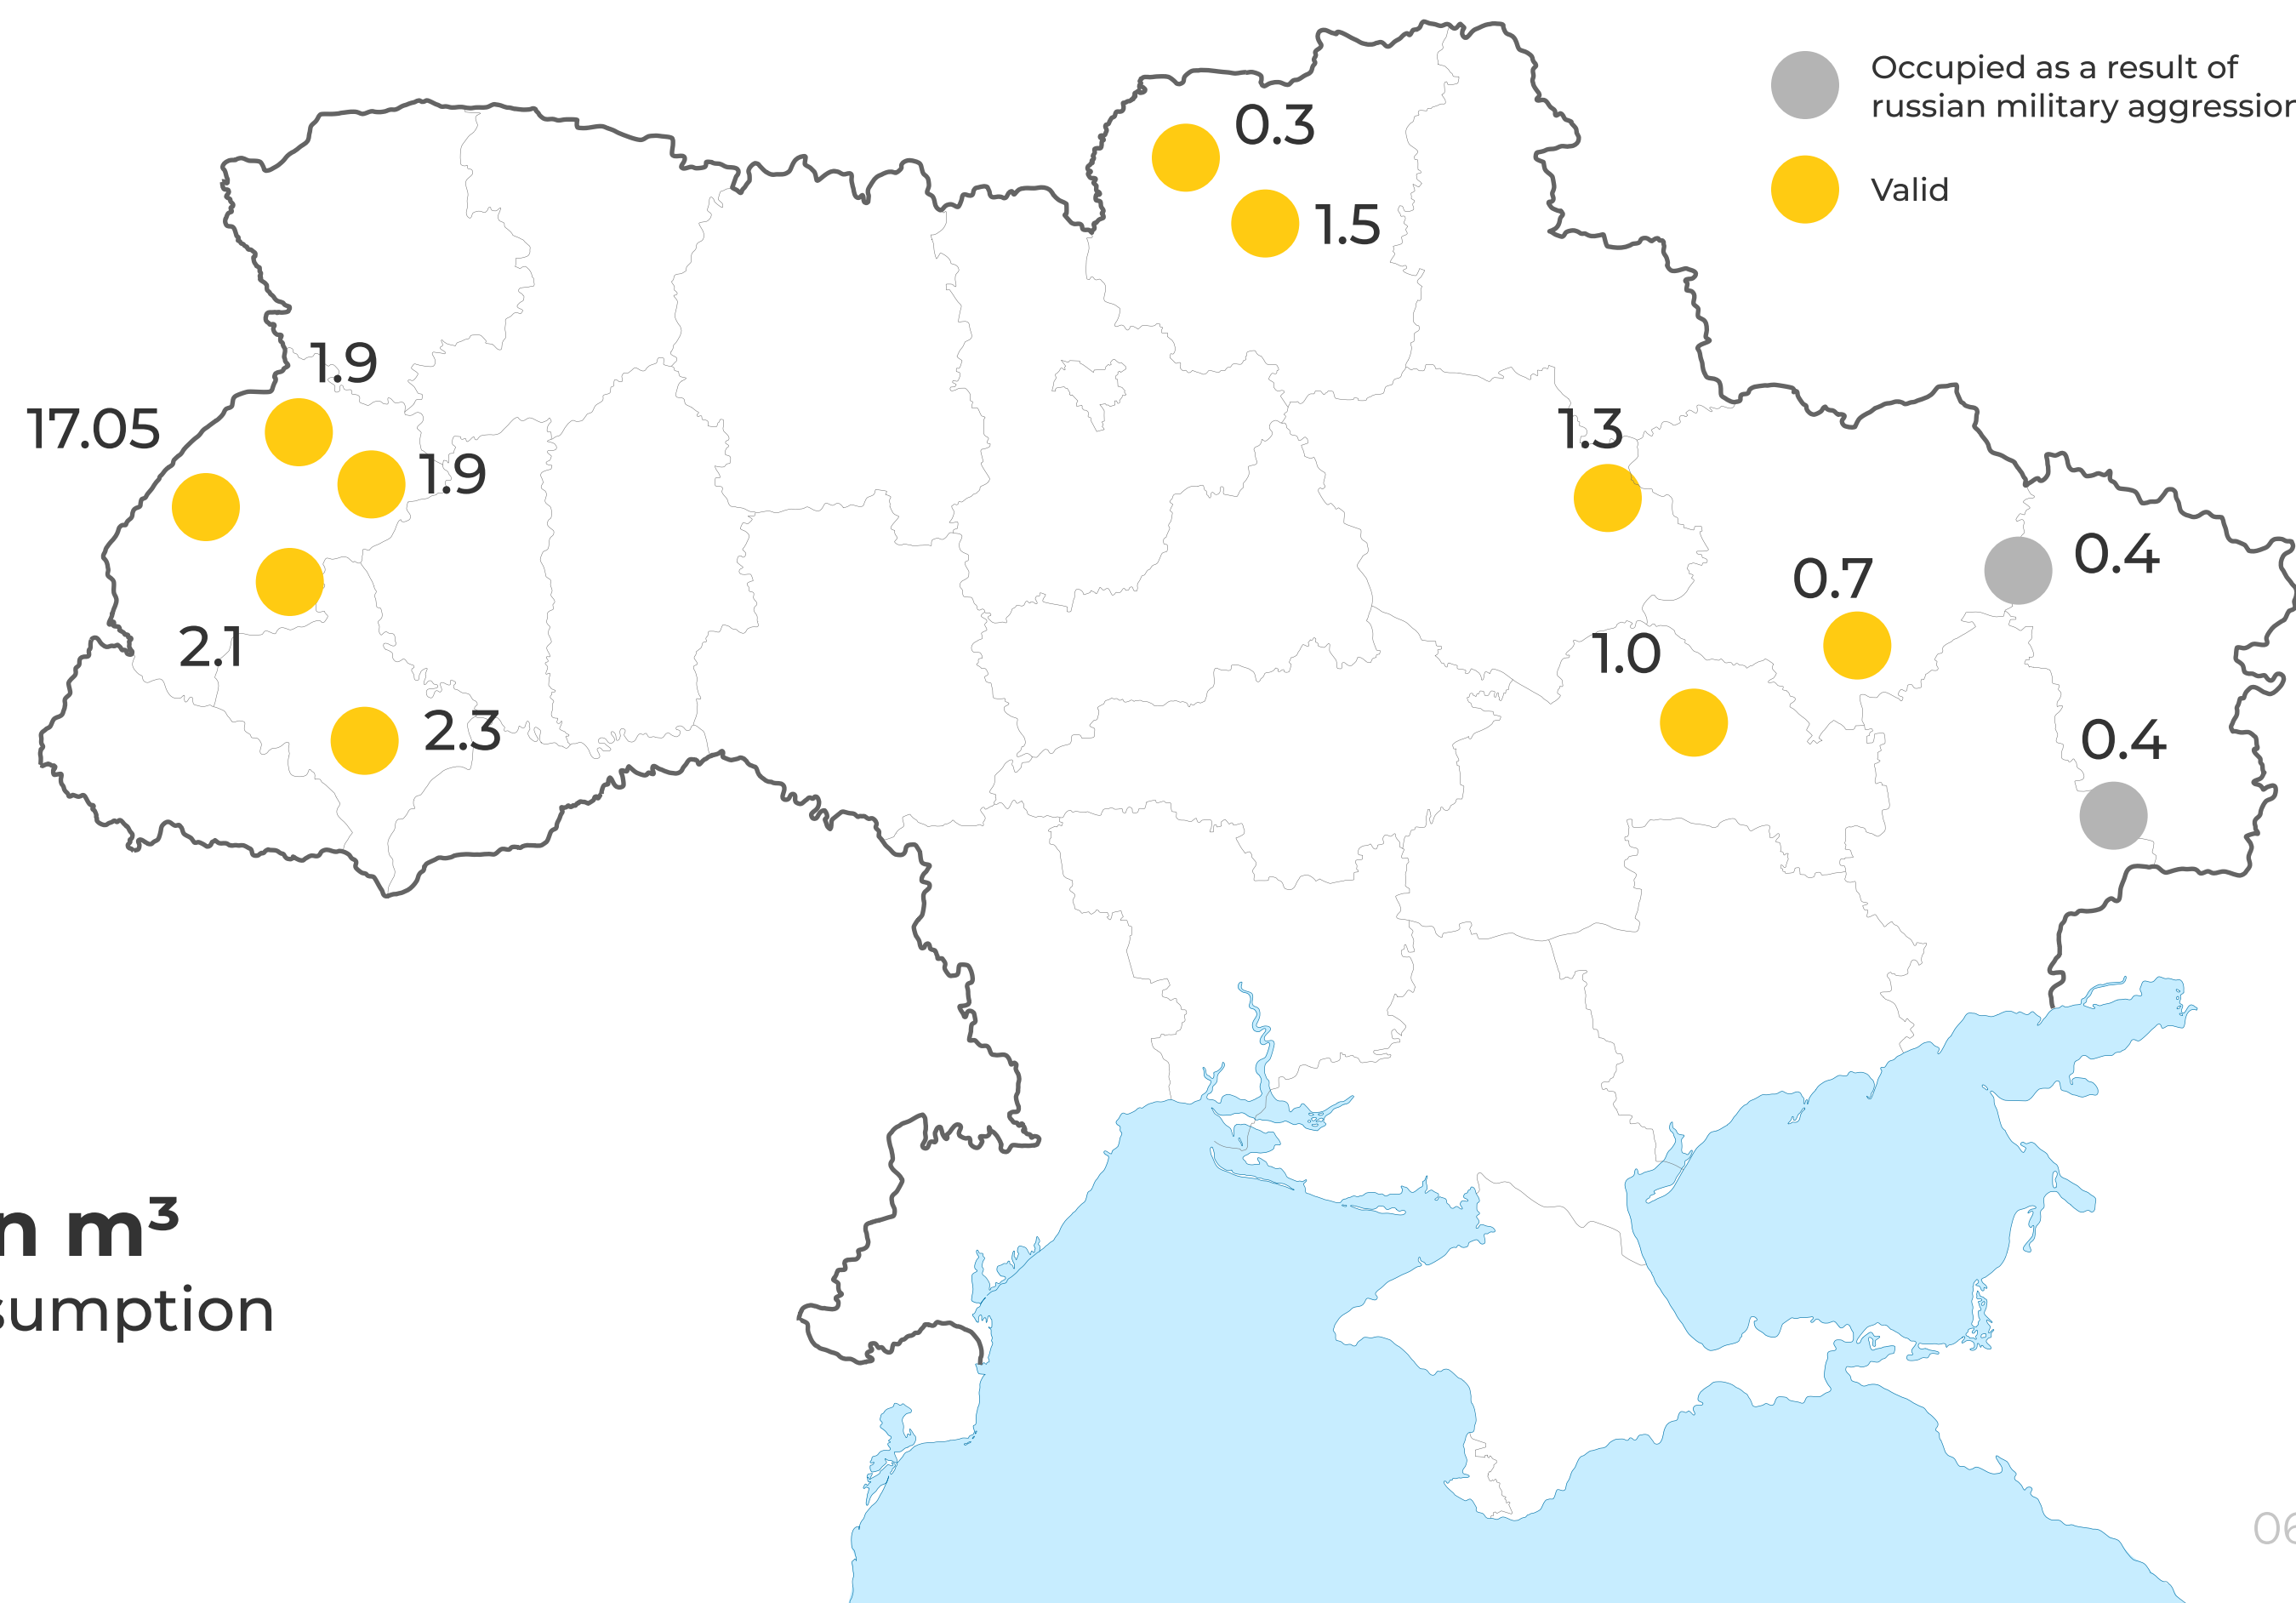 Occupied as a result of
russian military aggression
Valid
0.3
1.5
1.9
17.05
1.9
1.3
0.4
0.7
2.1
1.0
2.3
0.4
n m³
sumption
06